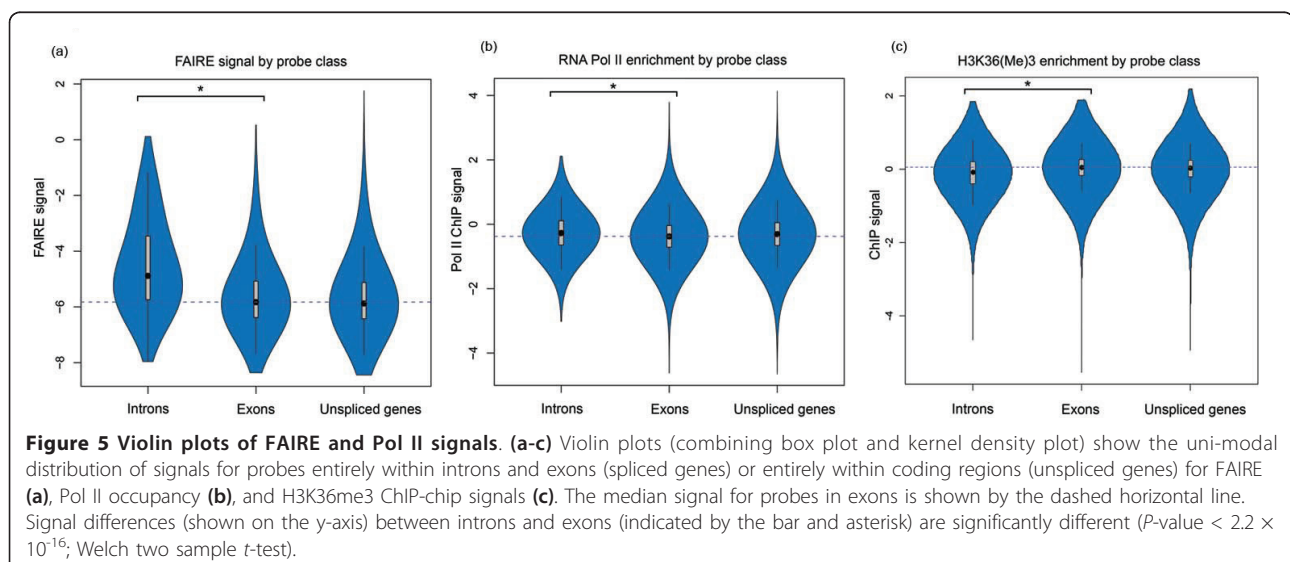 (a)
FAIRE signal by probe class
*
2
0
-2
-4
-6
-8
FAIRE signal
Introns Exons Unspliced genes
(b)
RNA Pol II enrichment by probe class
*
4
2
0
-2
-4
Pol II ChIP signal
Introns Exons Unspliced genes
(c)
H3K36(Me)3 enrichment by probe class
*
2
0
-2
-4
ChIP signal
Introns Exons Unspliced genes
Figure 5 Violin plots of FAIRE and Pol II signals. (a-c) Violin plots (combining box plot and kernel density plot) show the uni-modal
distribution of signals for probes entirely within introns and exons (spliced genes) or entirely within coding regions (unspliced genes) for FAIRE
(a), Pol II occupancy (b), and H3K36me3 ChIP-chip signals (c). The median signal for probes in exons is shown by the dashed horizontal line.
Signal differences (shown on the y-axis) between introns and exons (indicated by the bar and asterisk) are significantly different (P-value < 2.2 ×
10⁻¹⁶; Welch two sample t-test).